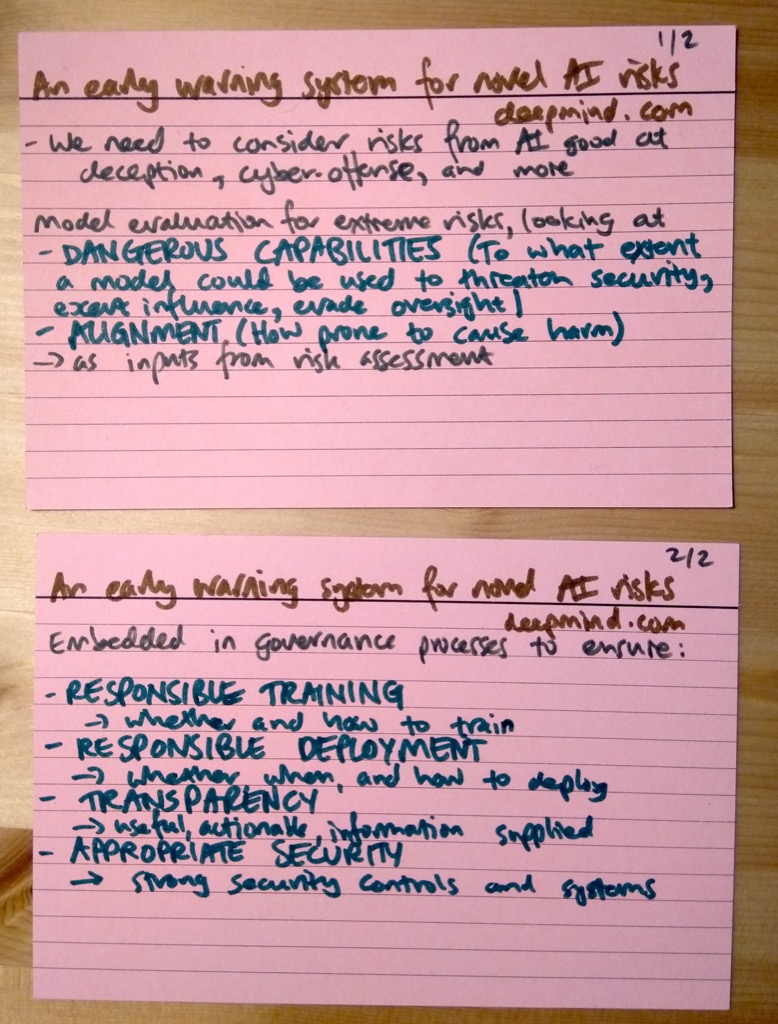 1/2
An early warning system for novel AI risks
deepmind.com
- We need to consider risks from AI good at
deception, cyber-offense, and more
Model evaluation for extreme risks, looking at
- DANGEROUS CAPABILITIES (To what extent
a model could be used to threaton security,
exert influence, evade oversight)
- ALIGNMENT (How prone to cause harm)
→ as inputs from risk assessment
2/2
An early warning system for novel AI risks
deepmind.com
Embedded in governance processes to ensure:
- RESPONSIBLE TRAINING
→ whether and how to train
- RESPONSIBLE DEPLOYMENT
→ whether, when, and how to deploy
- TRANSPARENCY
→ useful, actionable, information supplied
- APPROPRIATE SECURITY
→ strong security controls and systems